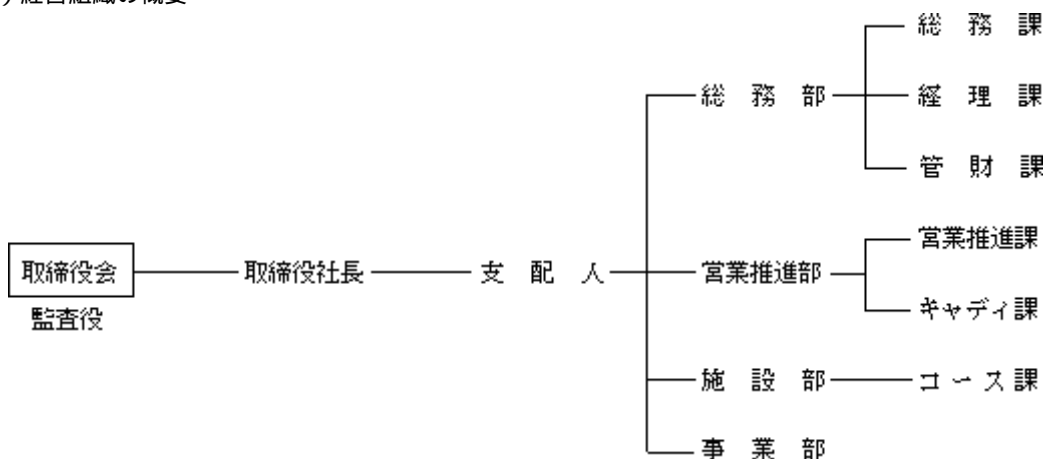 総務課
総務部
経理課
管財課
営業推進課
取締役会
取締役社長
支配人
営業推進部
監査役
キャディ課
施設部
コース課
事業部